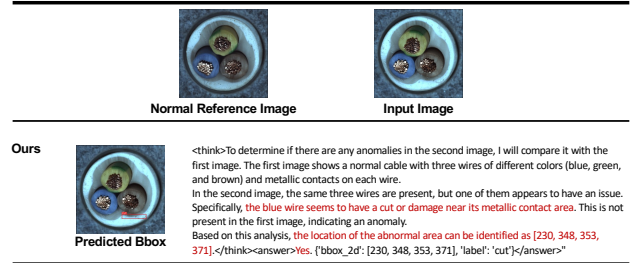 Normal Reference Image
Input Image
Ours
Predicted Bbox
<think>To determine if there are any anomalies in the second image, I will compare it with the
first image. The first image shows a normal cable with three wires of different colors (blue, green,
and brown) and metallic contacts on each wire.
In the second image, the same three wires are present, but one of them appears to have an issue.
Specifically, the blue wire seems to have a cut or damage near its metallic contact area. This is not
present in the first image, indicating an anomaly.
Based on this analysis, the location of the abnormal area can be identified as [230, 348, 353,
371].</think><answer>Yes. {'bbox_2d': [230, 348, 353, 371], 'label': 'cut'}</answer>"